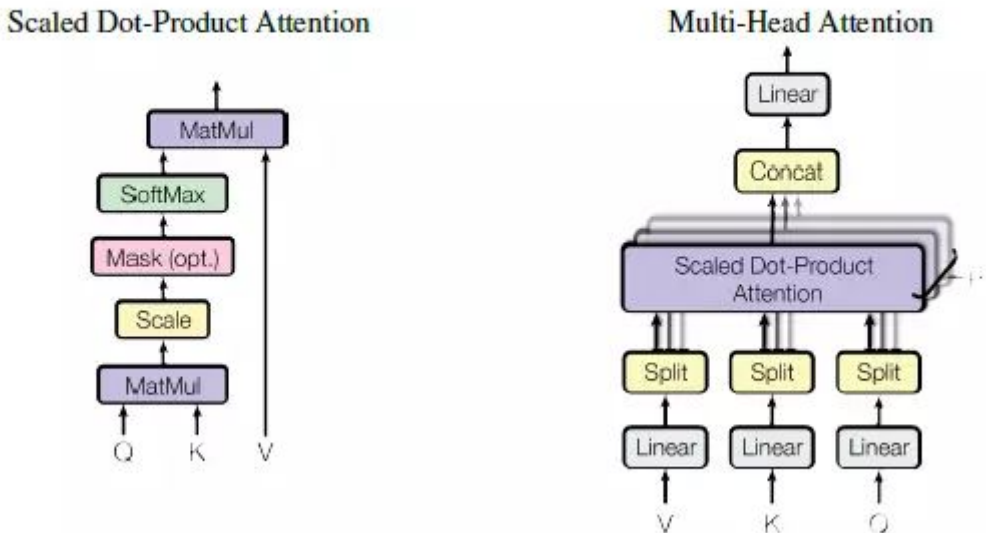 Scaled Dot-Product Attention
MatMul
SoftMax
Mask (opt.)
Scale
MatMul
Q K V
Multi-Head Attention
Linear
Concat
Scaled Dot-Product
Attention
Split Split Split
Linear Linear Linear
V K Q